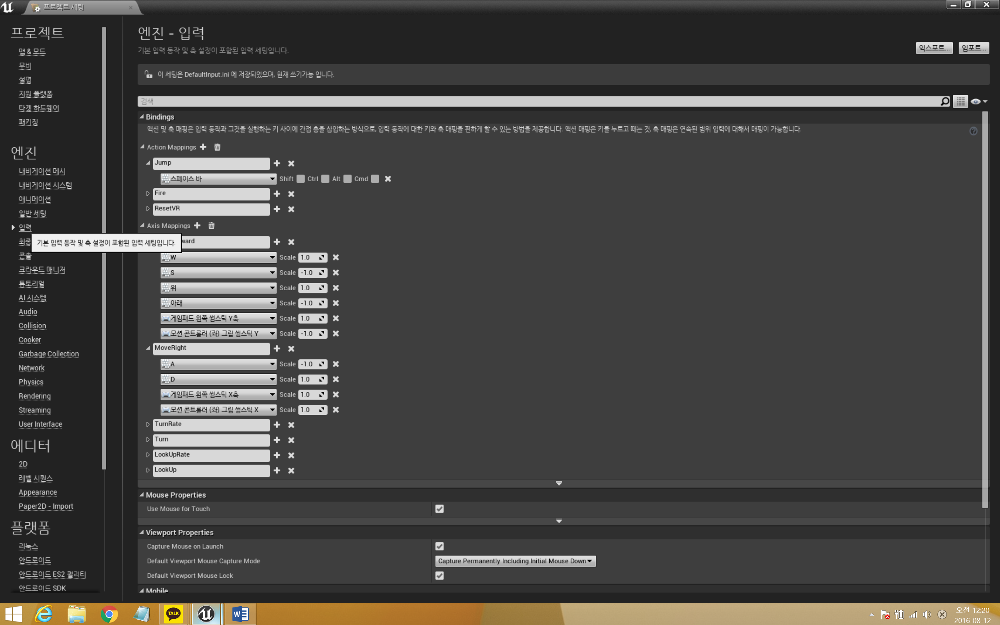 프로젝트 세팅
프로젝트
맵 & 모드
무비
설명
지원 플랫폼
타겟 하드웨어
패키징
엔진
내비게이션 메시
내비게이션 시스템
애니메이션
일반 세팅
입력
최종
콘솔
크라우드 매니저
튜토리얼
AI 시스템
Audio
Collision
Cooker
Garbage Collection
Network
Physics
Rendering
Streaming
User Interface
에디터
2D
레벨 시퀀스
Appearance
Paper2D - Import
플랫폼
리눅스
안드로이드
안드로이드 ES2 퀄리티
안드로이드 SDK
엔진 - 입력
기본 입력 동작 및 축 설정이 포함된 입력 세팅입니다.
익스포트... 임포트...
이 세팅은 DefaultInput.ini 에 저장되었으며, 현재 쓰기가능 입니다.
검색
Bindings
액션 및 축 매핑은 입력 동작과 그것을 실행하는 키 사이에 간접 층을 삽입하는 방식으로, 입력 동작에 대한 키와 축 매핑을 편하게 할 수 있는 방법을 제공합니다. 액션 매핑은 키를 누르고 떼는 것, 축 매핑은 연속된 범위 입력에 대해서 매핑이 가능합니다.
Action Mappings
Jump
스페이스 바 Shift Ctrl Alt Cmd
Fire
ResetVR
Axis Mappings
기본 입력 동작 및 축 설정이 포함된 입력 세팅입니다. ward
W Scale 1.0
S Scale -1.0
위 Scale 1.0
아래 Scale -1.0
게임패드 왼쪽 썸스틱 Y축 Scale 1.0
모션 콘트롤러 (좌) 그립 썸스틱 Y Scale -1.0
MoveRight
A Scale -1.0
D Scale 1.0
게임패드 왼쪽 썸스틱 X축 Scale 1.0
모션 콘트롤러 (좌) 그립 썸스틱 X Scale 1.0
TurnRate
Turn
LookUpRate
LookUp
Mouse Properties
Use Mouse for Touch
Viewport Properties
Capture Mouse on Launch
Default Viewport Mouse Capture Mode Capture Permanently Including Initial Mouse Down
Default Viewport Mouse Lock
Mobile
TALK
오전 12:20
2016-08-12